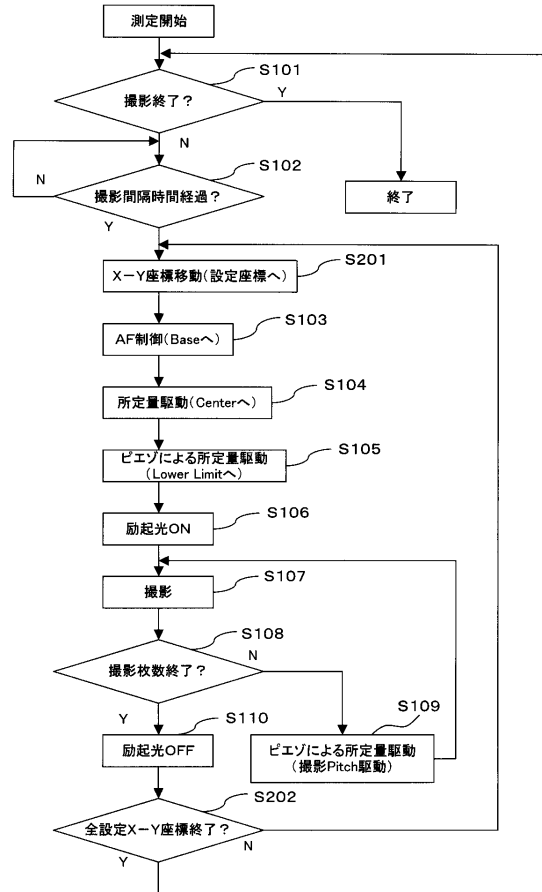 測定開始
S101
撮影終了？
Y
N
S102
N
撮影間隔時間経過？
終了
Y
S201
X－Y座標移動(設定座標へ)
S103
AF制御(Baseへ)
S104
所定量駆動(Centerへ)
S105
ピエゾによる所定量駆動
(Lower Limitへ)
S106
励起光ON
S107
撮影
S108
N
撮影枚数終了？
S109
Y
S110
励起光OFF
ピエゾによる所定量駆動
(撮影Pitch駆動)
S202
全設定X－Y座標終了？
Y
N